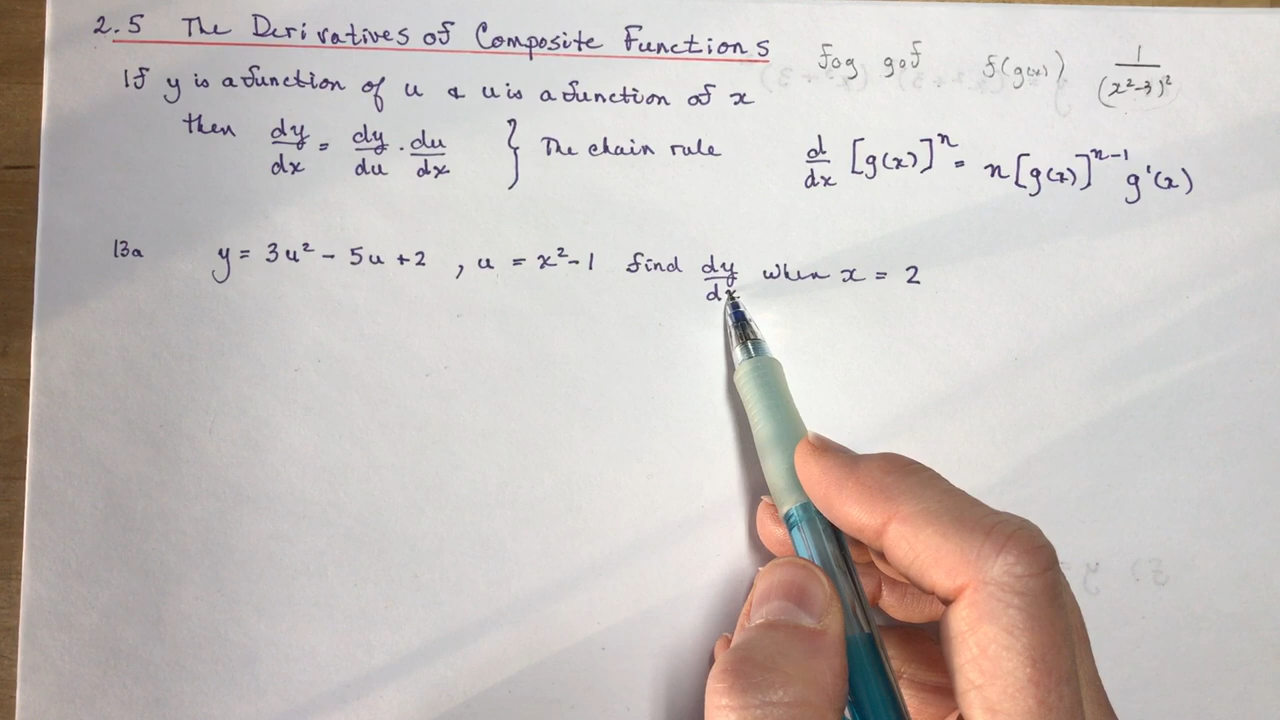 2.5 The Derivatives of Composite Functions
fog gof f(g(x)) 1/(x²-3)²
If y is a function of u & u is a function of x
then dy/dx = dy/du · du/dx } The chain rule
d/dx [g(x)]ⁿ = n[g(x)]ⁿ⁻¹ g'(x)
13a y = 3u² - 5u + 2 , u = x²-1 find dy/dx when x = 2